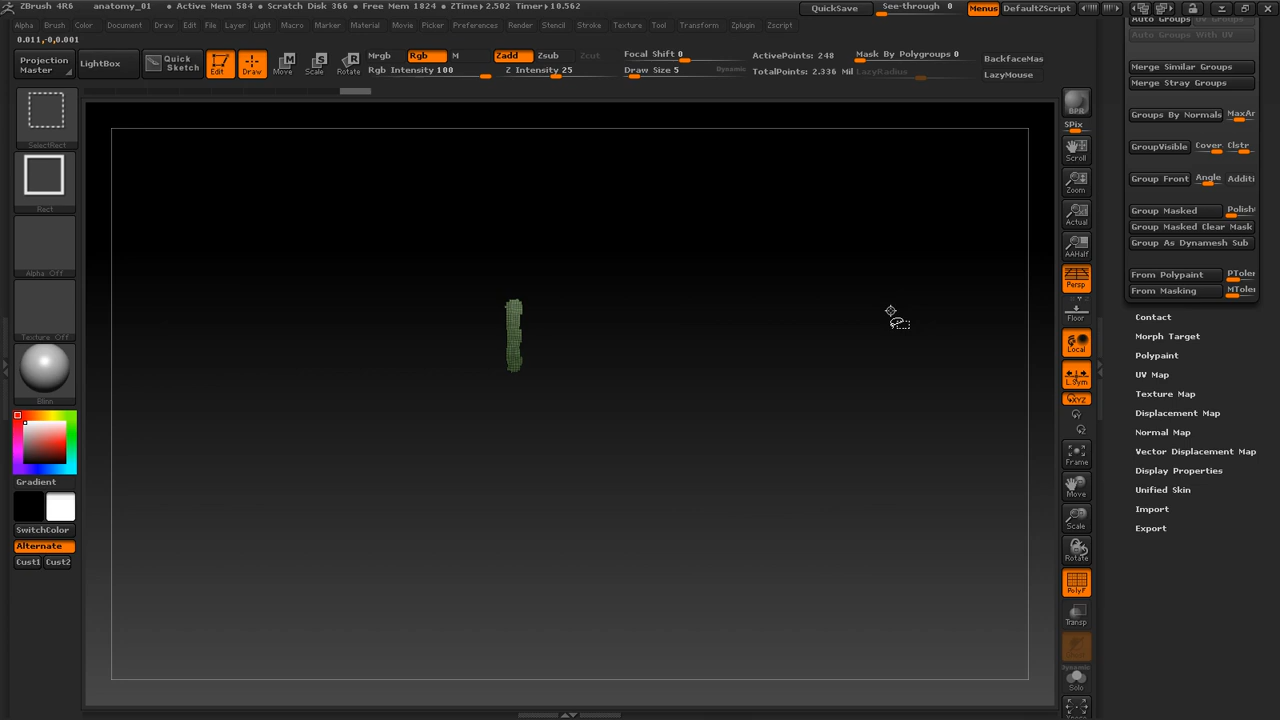 ZBrush 4R6
anatomy_01
• Active Mem 584 • Scratch Disk 366 • Free Mem 1824 • ZTime▸2.502 Timer▸10.562
QuickSave
See-through 0
Menus
DefaultZScript
Alpha Brush Color Document Draw Edit File Layer Light Macro Marker Material Movie Picker Preferences Render Stencil Stroke Texture Tool Transform Zplugin Zscript
0.011,-0,0.001
Projection Master
LightBox
Quick Sketch
Edit
Draw
Move
Scale
Rotate
Mrgb Rgb M
Rgb Intensity 100
Zadd Zsub Zcut
Z Intensity 25
Focal Shift 0
Draw Size 5
Dynamic
ActivePoints: 248
TotalPoints: 2.336 Mil
Mask By Polygroups 0
LazyRadius
BackfaceMas
LazyMouse
SelectRect
Rect
Alpha Off
Texture Off
Blinn
Gradient
SwitchColor
Alternate
Cust1 Cust2
BPR
SPix
Scroll
Zoom
Actual
AAHalf
Persp
Floor
Local
L.Sym
XYZ
Frame
Move
Scale
Rotate
PolyF
Transp
Dynamic
Solo
Auto Groups UV Groups
Auto Groups With UV
Merge Similar Groups
Merge Stray Groups
Groups By Normals MaxAr
GroupVisible Cover Clstr
Group Front Angle Additi
Group Masked Polish
Group Masked Clear Mask
Group As Dynamesh Sub
From Polypaint PToler
From Masking MToler
Contact
Morph Target
Polypaint
UV Map
Texture Map
Displacement Map
Normal Map
Vector Displacement Map
Display Properties
Unified Skin
Import
Export